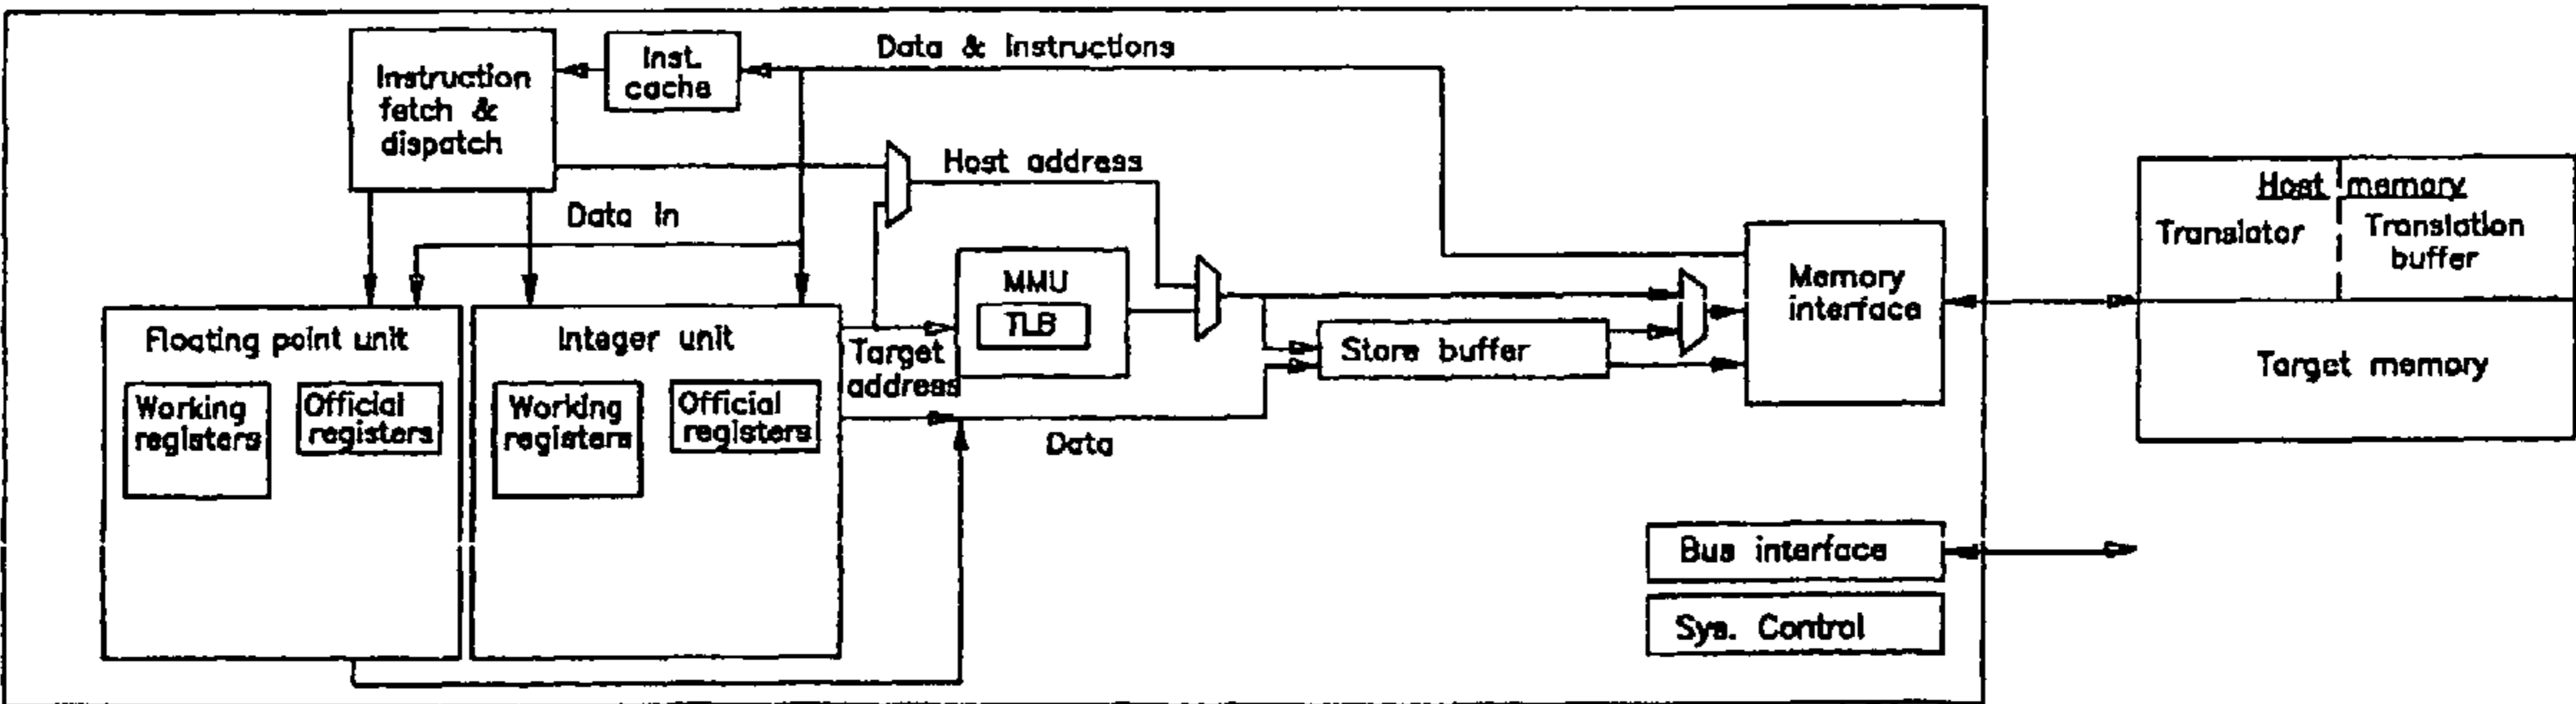 Instruction
fetch &
dispatch
Inst.
cache
Data & Instructions
Host address
Data in
Floating point unit
Working
registers
Official
registers
Integer unit
Working
registers
Official
registers
Target
address
MMU
TLB
Data
Store buffer
Memory
interface
Bus interface
Sys. Control
Host memory
Translator
Translation
buffer
Target memory